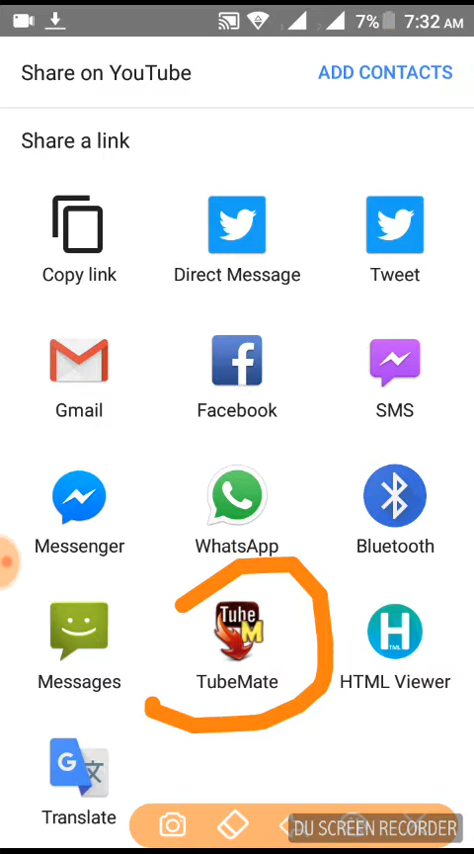 7% 7:32 AM
Share on YouTube ADD CONTACTS
Share a link
Copy link Direct Message Tweet
Gmail Facebook SMS
Messenger WhatsApp Bluetooth
Tube
M
H
TML
Messages TubeMate HTML Viewer
G
Translate
DU SCREEN RECORDER